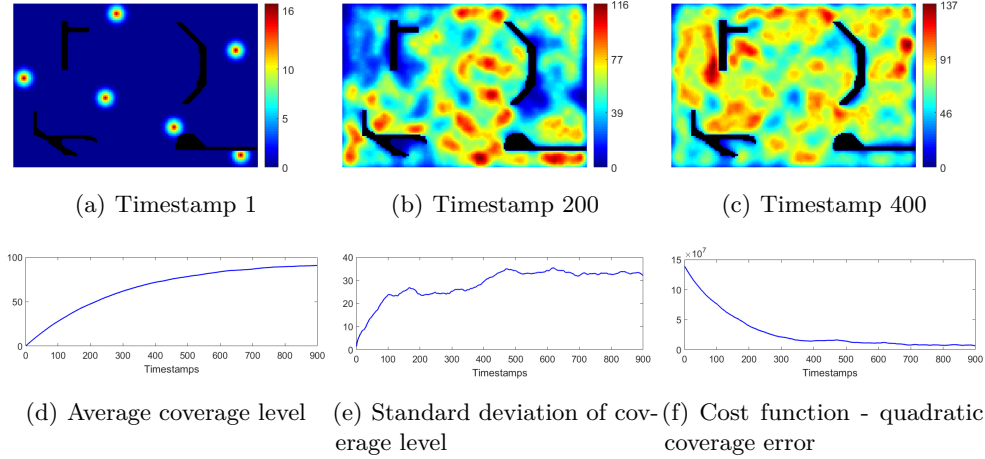 16
10
5
0
116
77
39
0
137
91
46
0
(a) Timestamp 1
(b) Timestamp 200
(c) Timestamp 400
100
50
0
0 100 200 300 400 500 600 700 800 900
Timestamps
40
30
20
10
0
0 100 200 300 400 500 600 700 800 900
Timestamps
×10⁷
15
10
5
0
0 100 200 300 400 500 600 700 800 900
Timestamps
(d) Average coverage level
(e) Standard deviation of cov-
erage level
(f) Cost function - quadratic
coverage error